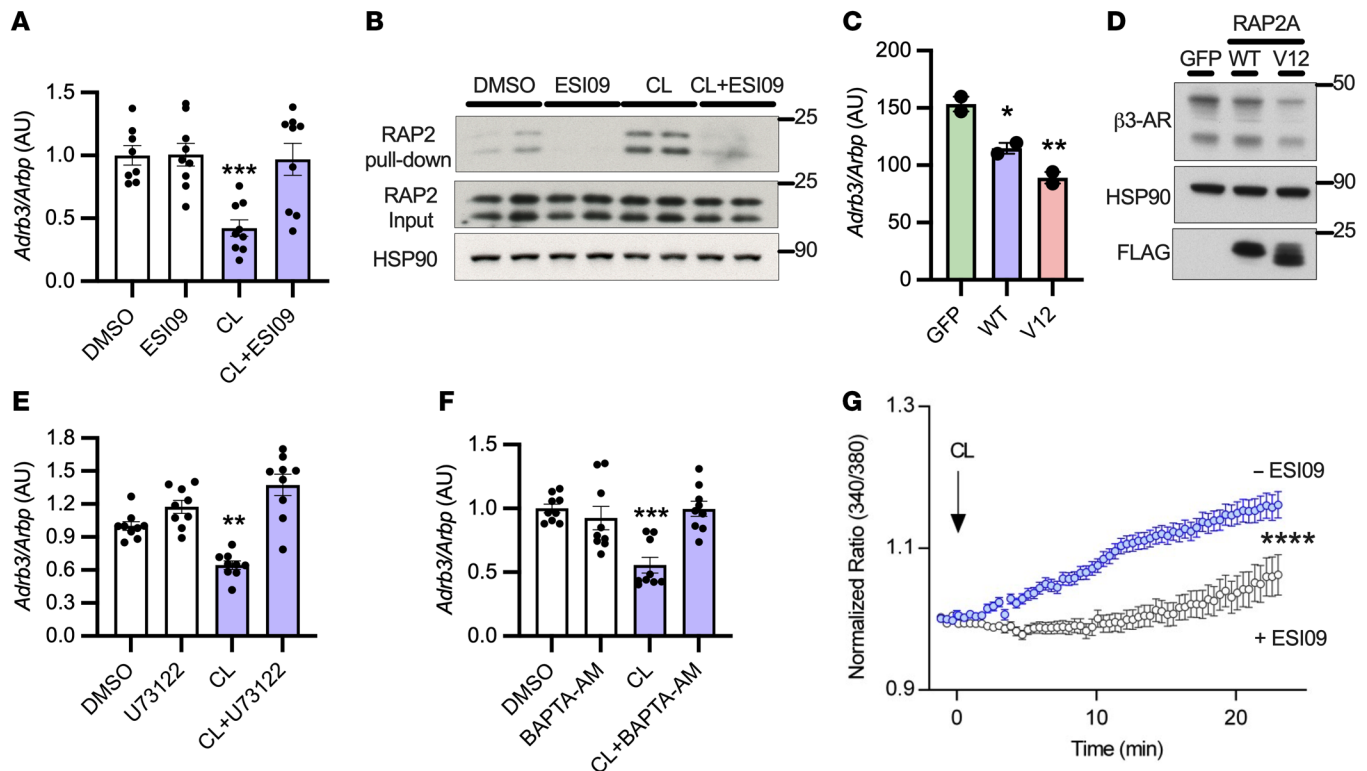 A
Adrb3/Arbp (AU)
1.5
1.0
0.5
0.0
***
DMSO
ESI09
CL
CL+ESI09
B
DMSO ESI09 CL CL+ESI09
RAP2
pull-down
25
RAP2
Input
25
HSP90
90
C
Adrb3/Arbp (AU)
200
150
100
50
0
*
**
GFP
WT
V12
D
RAP2A
GFP WT V12
50
β3-AR
HSP90
90
25
FLAG
E
Adrb3/Arbp (AU)
1.8
1.5
1.2
0.9
0.6
0.3
0.0
**
DMSO
U73122
CL
CL+U73122
F
Adrb3/Arbp (AU)
1.5
1.0
0.5
0.0
***
DMSO
BAPTA-AM
CL
CL+BAPTA-AM
G
Normalized Ratio (340/380)
1.3
1.1
0.9
CL
– ESI09
****
+ ESI09
0 10 20
Time (min)